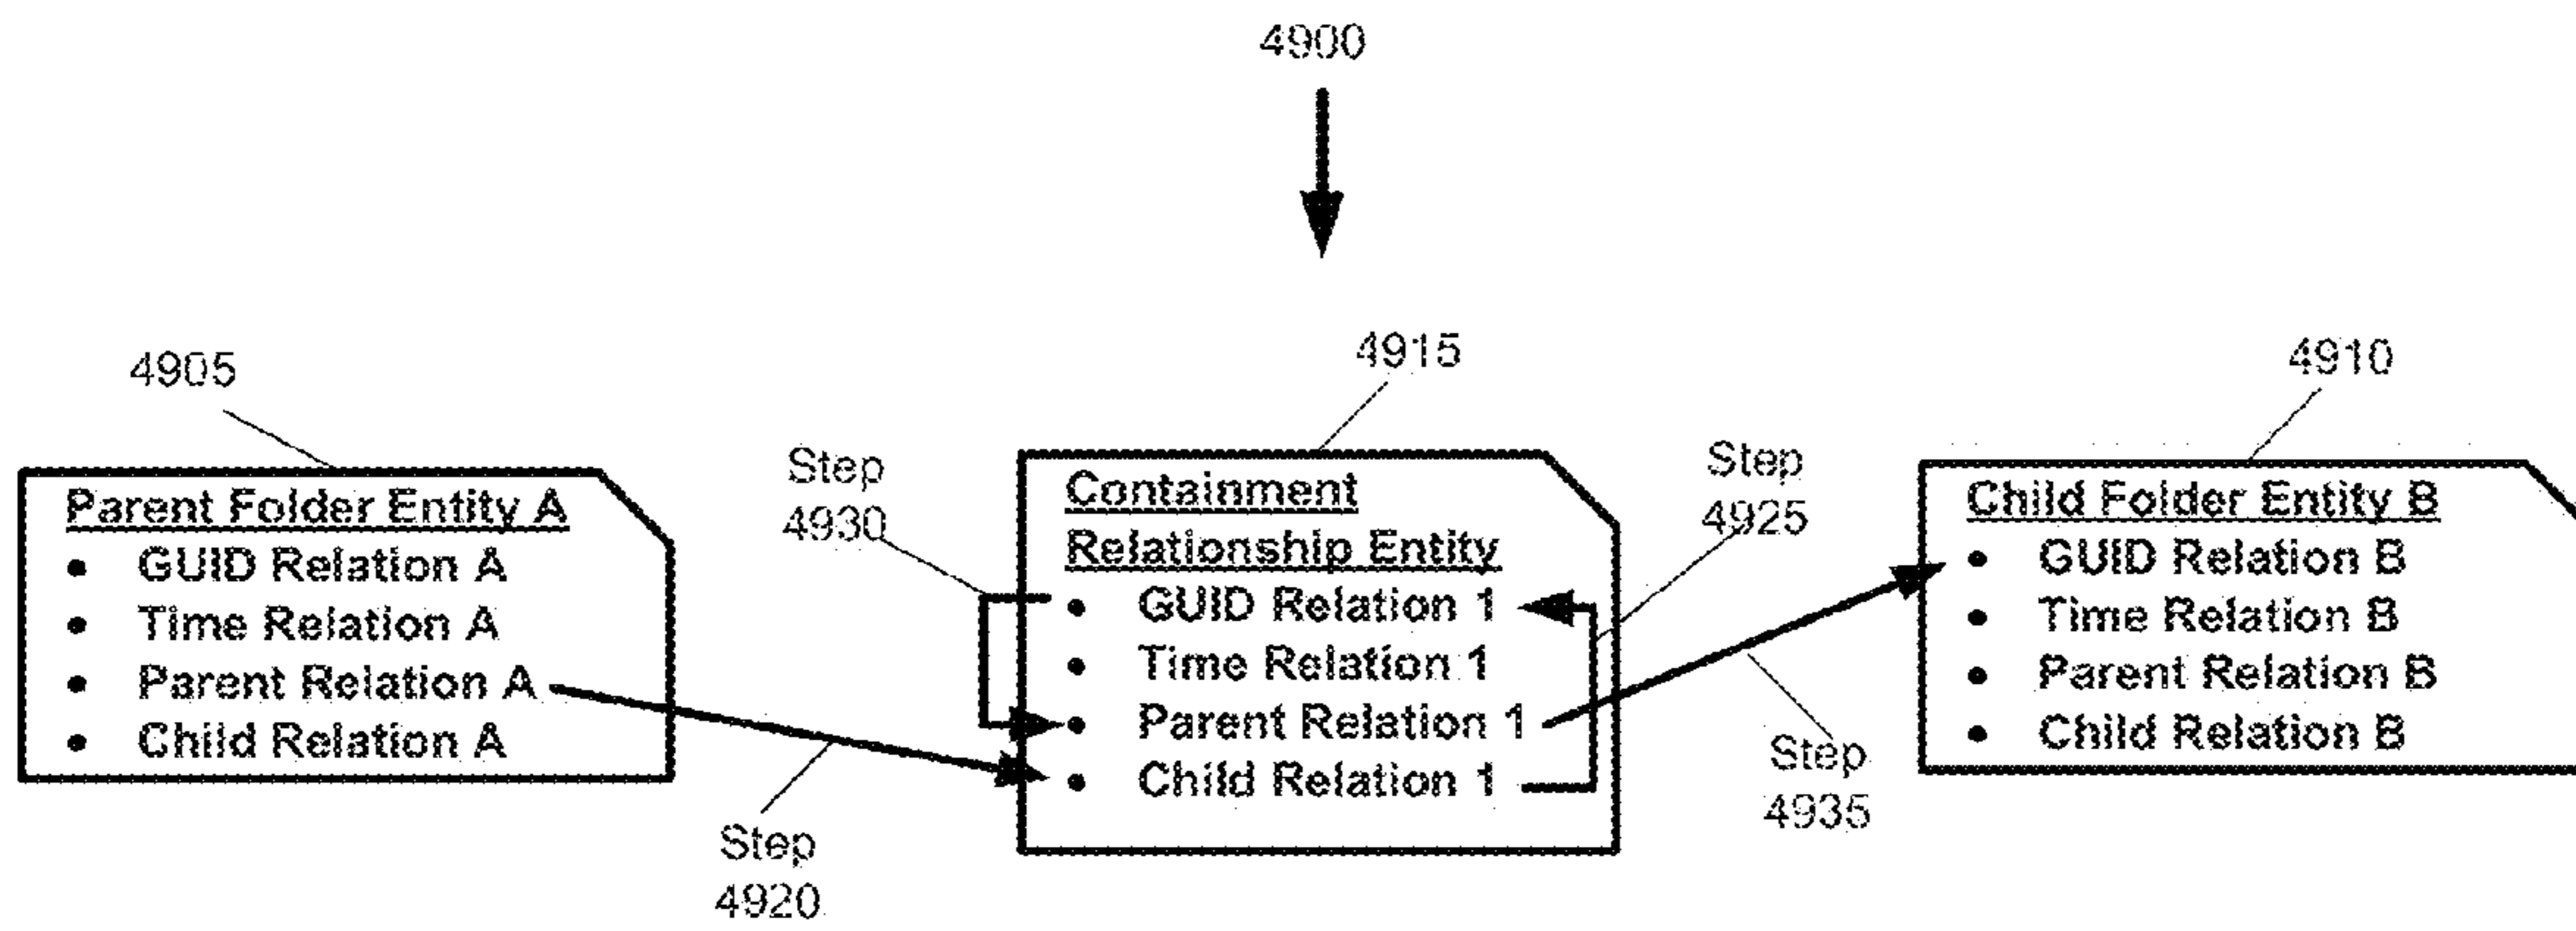 4900
4905
4915
4910
Step
4930
Step
4925
Parent Folder Entity A
• GUID Relation A
• Time Relation A
• Parent Relation A
• Child Relation A
Containment
Relationship Entity
• GUID Relation 1
• Time Relation 1
• Parent Relation 1
• Child Relation 1
Child Folder Entity B
• GUID Relation B
• Time Relation B
• Parent Relation B
• Child Relation B
Step
4920
Step
4935